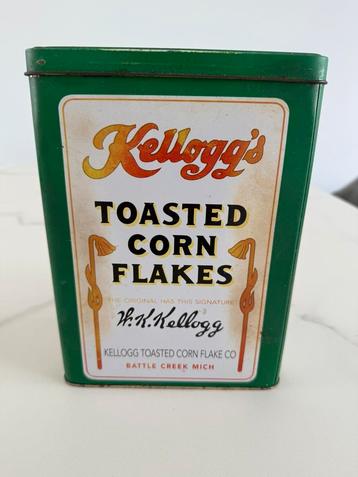 Kellogg's
TOASTED
CORN
FLAKES
THE ORIGINAL HAS THIS SIGNATURE
W.K.Kellogg
KELLOGG TOASTED CORN FLAKE CO
BATTLE CREEK MICH